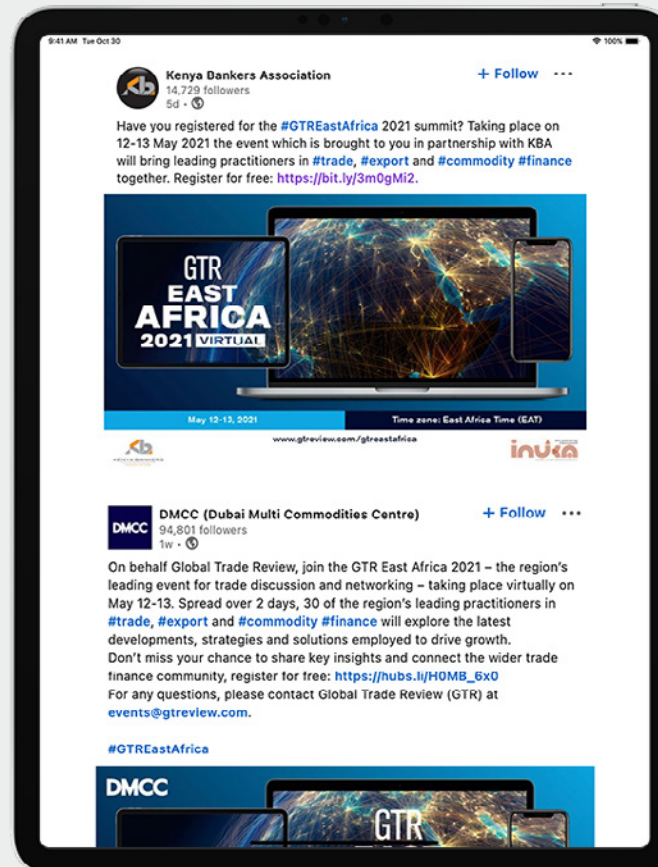 9:41 AM Tue Oct 30
100%
Kenya Bankers Association
+ Follow ···
14,729 followers
5d •
Have you registered for the #GTREastAfrica 2021 summit? Taking place on
12-13 May 2021 the event which is brought to you in partnership with KBA
will bring leading practitioners in #trade, #export and #commodity #finance
together. Register for free: https://bit.ly/3m0gMi2.
GTR
EAST
AFRICA
2021 VIRTUAL
May 12-13, 2021
Time zone: East Africa Time (EAT)
www.gtreview.com/gtreastafrica
KENYA BANKERS
inuka
DMCC
DMCC (Dubai Multi Commodities Centre)
+ Follow ···
94,801 followers
1w •
On behalf Global Trade Review, join the GTR East Africa 2021 – the region's
leading event for trade discussion and networking – taking place virtually on
May 12-13. Spread over 2 days, 30 of the region's leading practitioners in
#trade, #export and #commodity #finance will explore the latest
developments, strategies and solutions employed to drive growth.
Don't miss your chance to share key insights and connect the wider trade
finance community, register for free: https://hubs.li/H0MB_6x0
For any questions, please contact Global Trade Review (GTR) at
events@gtreview.com.
#GTREastAfrica
DMCC
GTR